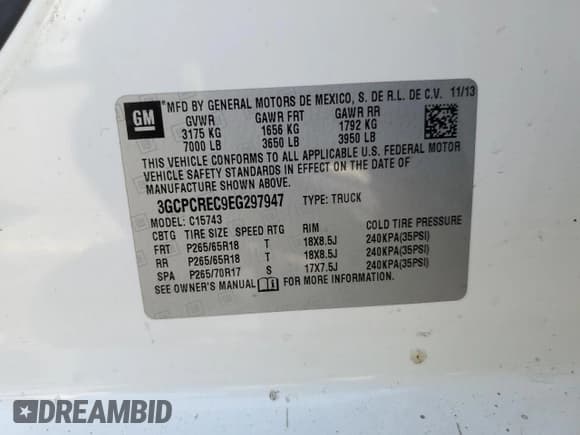 GM
MFD BY GENERAL MOTORS DE MEXICO, S. DE R.L. DE C.V. 11/13
GVWR GAWR FRT GAWR RR
3175 KG 1656 KG 1792 KG
7000 LB 3650 LB 3950 LB
THIS VEHICLE CONFORMS TO ALL APPLICABLE U.S. FEDERAL MOTOR
VEHICLE SAFETY STANDARDS IN EFFECT ON THE DATE OF
MANUFACTURE SHOWN ABOVE.
3GCPCREC9EG297947 TYPE: TRUCK
MODEL: C15743
CBTG TIRE SIZE SPEED RTG RIM COLD TIRE PRESSURE
FRT P265/65R18 T 18X8.5J 240KPA(35PSI)
RR P265/65R18 T 18X8.5J 240KPA(35PSI)
SPA P265/70R17 S 17X7.5J 240KPA(35PSI)
SEE OWNER'S MANUAL FOR MORE INFORMATION.
DREAMBID